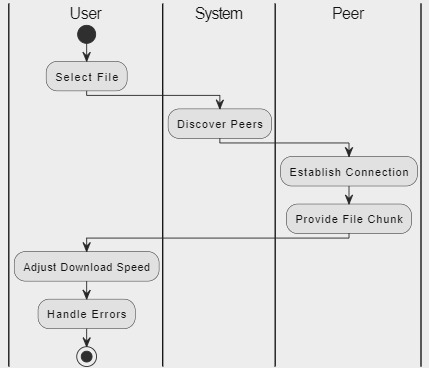 User
System
Peer
Select File
Discover Peers
Establish Connection
Provide File Chunk
Adjust Download Speed
Handle Errors